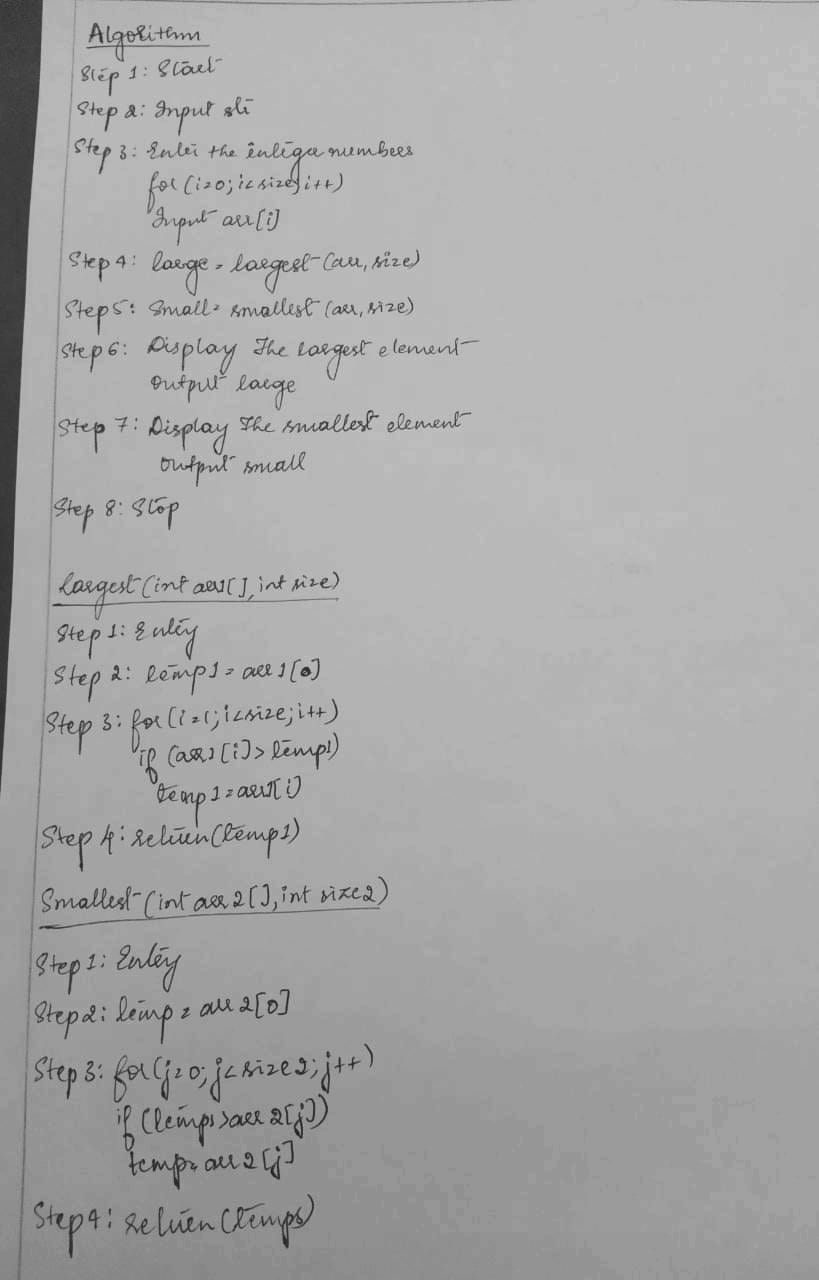 Algorithm
Step 1: Start
Step 2: Input
Step 3: Enter the integer numbers
for (i=0; i<size; i++)
Input arr[i]
Step 4: large = largest (arr, size)
Step 5: Small = smallest (arr, size)
Step 6: Display The largest element
Output large
Step 7: Display The smallest element
Output small
Step 8: Stop
largest (int arr1[], int size)
Step 1: Entry
Step 2: temp1 = arr1[0]
Step 3: for (i=1; i<size; i++)
if (arr1[i] > temp1)
temp1 = arr1[i]
Step 4: return (temp1)
Smallest (int arr2[], int size2)
Step 1: Entry
Step 2: temp = arr2[0]
Step 3: for (j=0; j<size2; j++)
if (temps > arr2[j])
temp = arr2[j]
Step 4: return (temps)